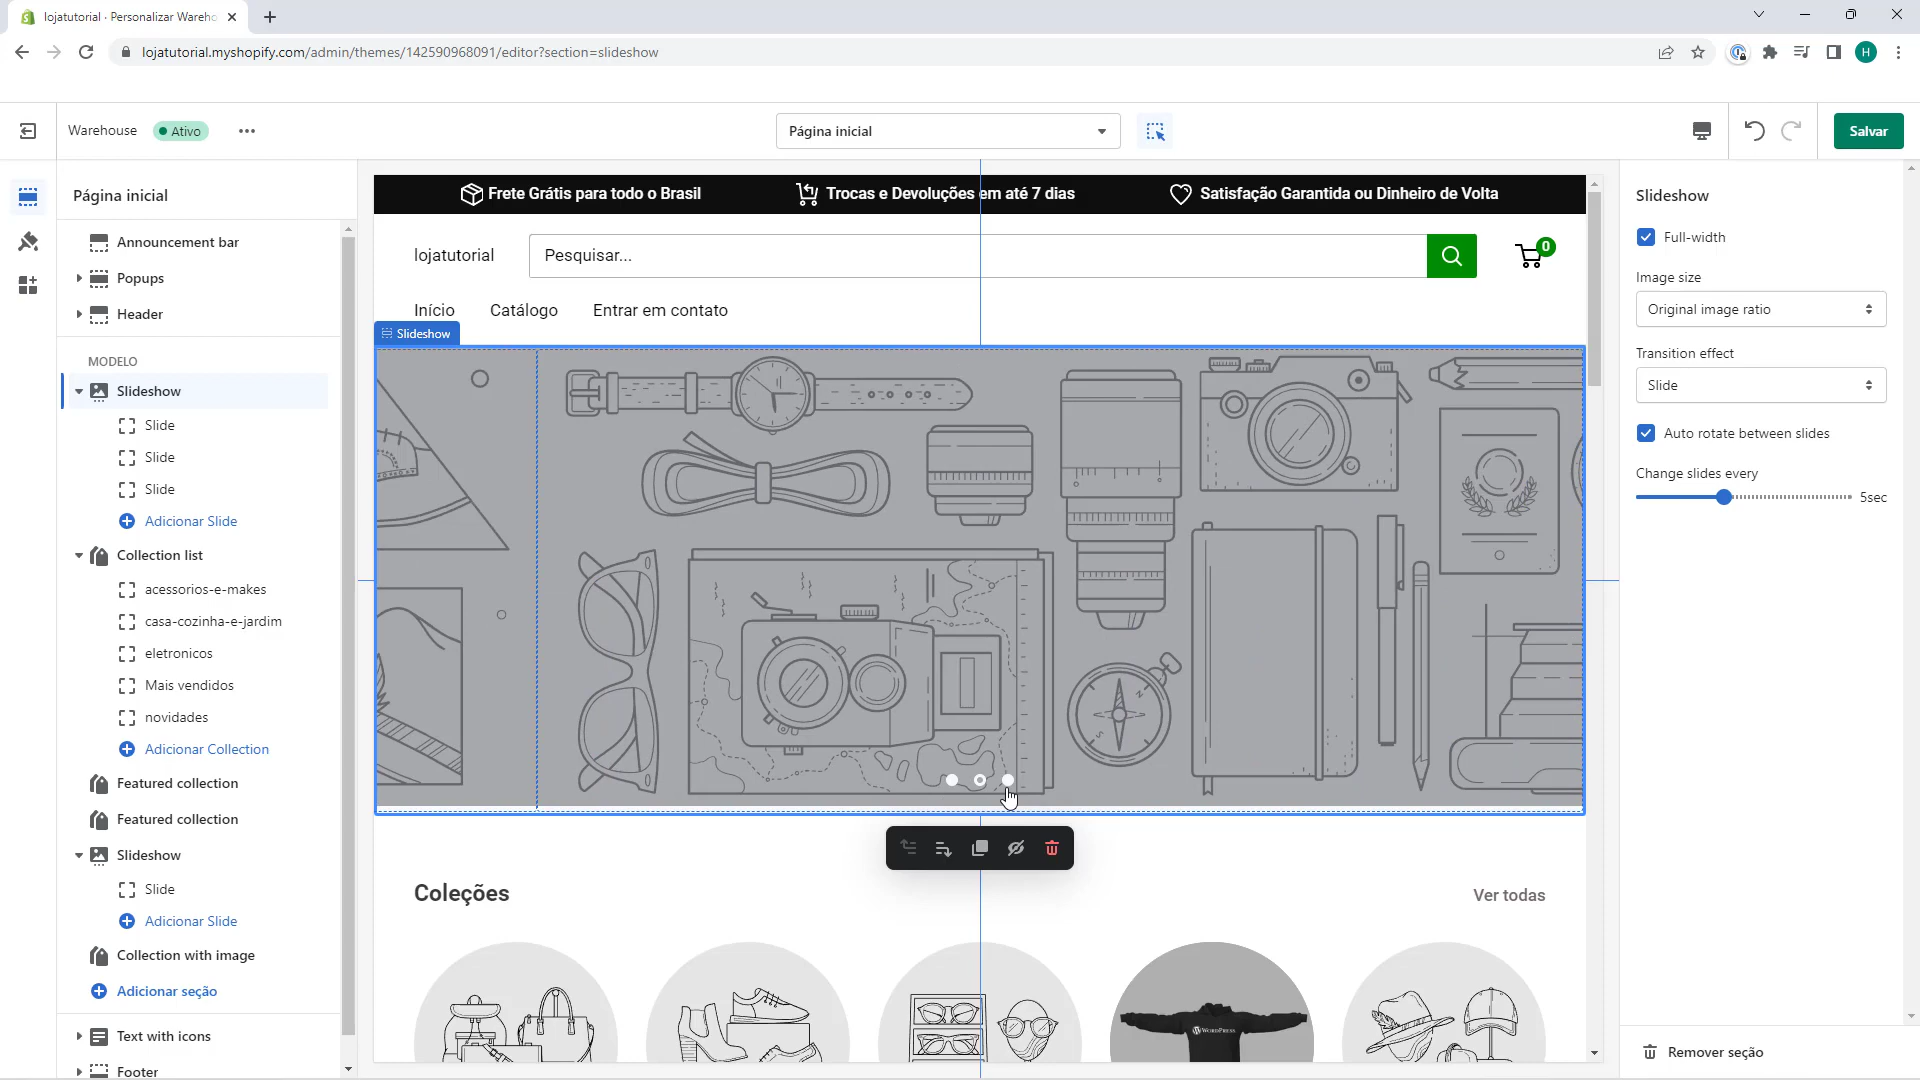 lojatutorial · Personalizar Wareho
lojatutorial.myshopify.com/admin/themes/142590968091/editor?section=slideshow
H
Warehouse
Ativo
Página inicial
Salvar
Página inicial
Announcement bar
Popups
Header
MODELO
Slideshow
Slide
Slide
Slide
Adicionar Slide
Collection list
acessorios-e-makes
casa-cozinha-e-jardim
eletronicos
Mais vendidos
novidades
Adicionar Collection
Featured collection
Featured collection
Slideshow
Slide
Adicionar Slide
Collection with image
Adicionar seção
Text with icons
Footer
Frete Grátis para todo o Brasil
Trocas e Devoluções em até 7 dias
Satisfação Garantida ou Dinheiro de Volta
lojatutorial
Pesquisar...
0
Início
Catálogo
Entrar em contato
Slideshow
N
S
Coleções
Ver todas
WORDPRESS
Slideshow
Full-width
Image size
Original image ratio
Transition effect
Slide
Auto rotate between slides
Change slides every
5sec
Remover seção